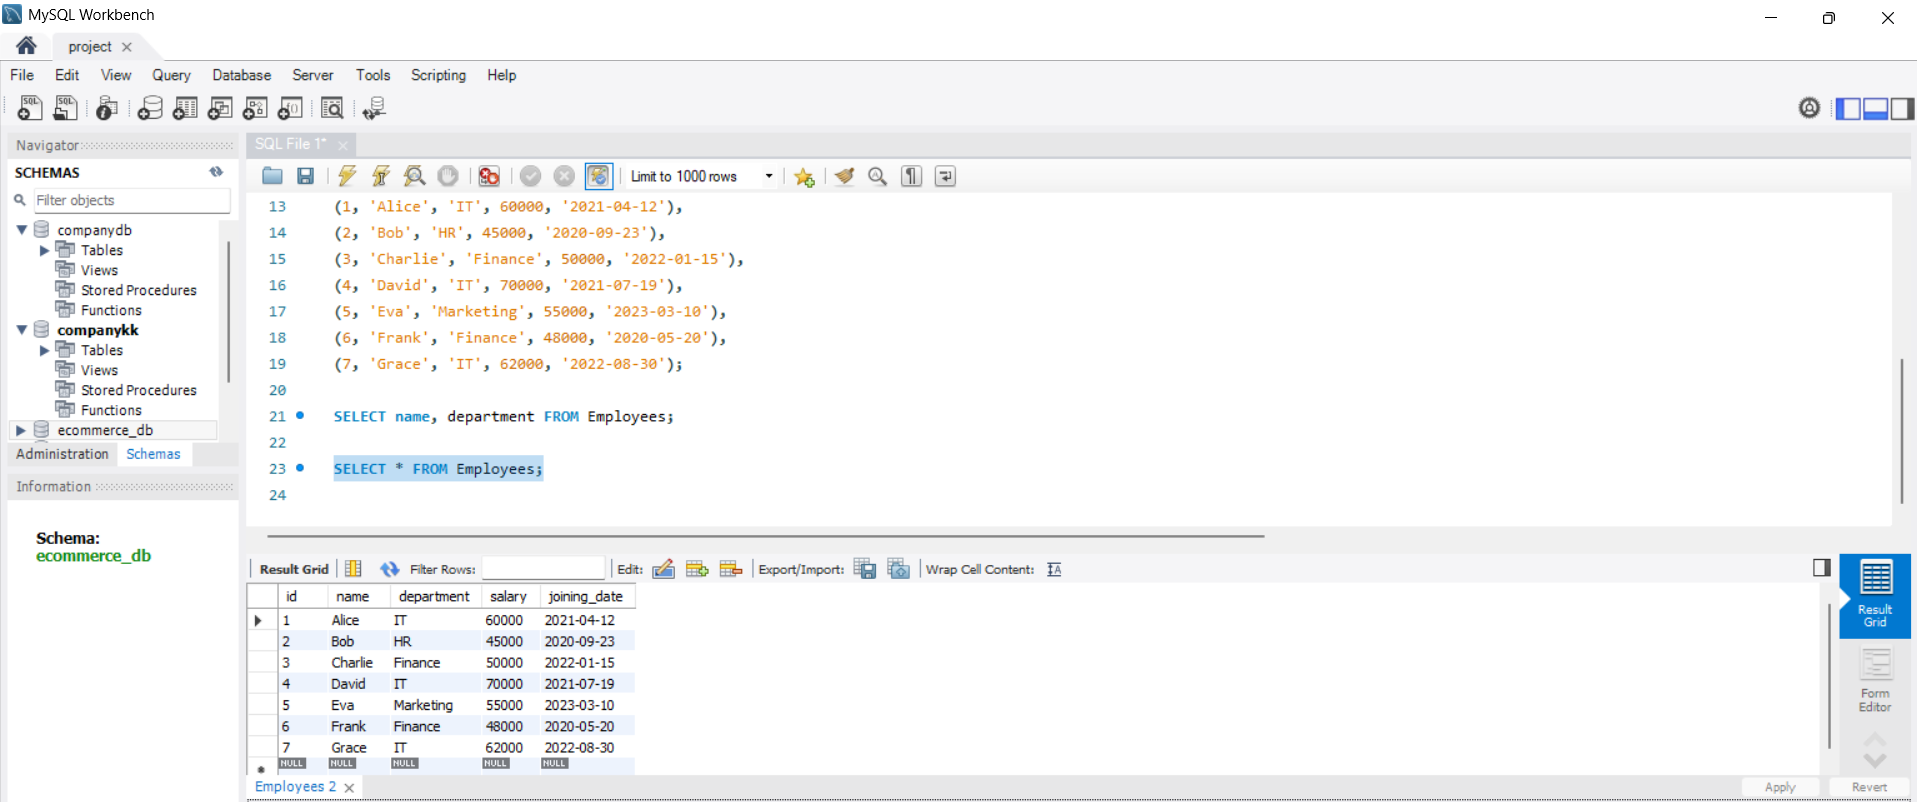 MySQL Workbench
project
File Edit View Query Database Server Tools Scripting Help
Navigator
SCHEMAS
Filter objects
companydb
Tables
Views
Stored Procedures
Functions
companykk
Tables
Views
Stored Procedures
Functions
ecommerce_db
Administration Schemas
Information
Schema:
ecommerce_db
SQL File 1*
Limit to 1000 rows
13 (1, 'Alice', 'IT', 60000, '2021-04-12'),
14 (2, 'Bob', 'HR', 45000, '2020-09-23'),
15 (3, 'Charlie', 'Finance', 50000, '2022-01-15'),
16 (4, 'David', 'IT', 70000, '2021-07-19'),
17 (5, 'Eva', 'Marketing', 55000, '2023-03-10'),
18 (6, 'Frank', 'Finance', 48000, '2020-05-20'),
19 (7, 'Grace', 'IT', 62000, '2022-08-30');
20
21 SELECT name, department FROM Employees;
22
23 SELECT * FROM Employees;
24
Result Grid Filter Rows: Edit: Export/Import: Wrap Cell Content:
id name department salary joining_date
1 Alice IT 60000 2021-04-12
2 Bob HR 45000 2020-09-23
3 Charlie Finance 50000 2022-01-15
4 David IT 70000 2021-07-19
5 Eva Marketing 55000 2023-03-10
6 Frank Finance 48000 2020-05-20
7 Grace IT 62000 2022-08-30
NULL NULL NULL NULL NULL
Result
Grid
Form
Editor
Employees 2
Apply Revert